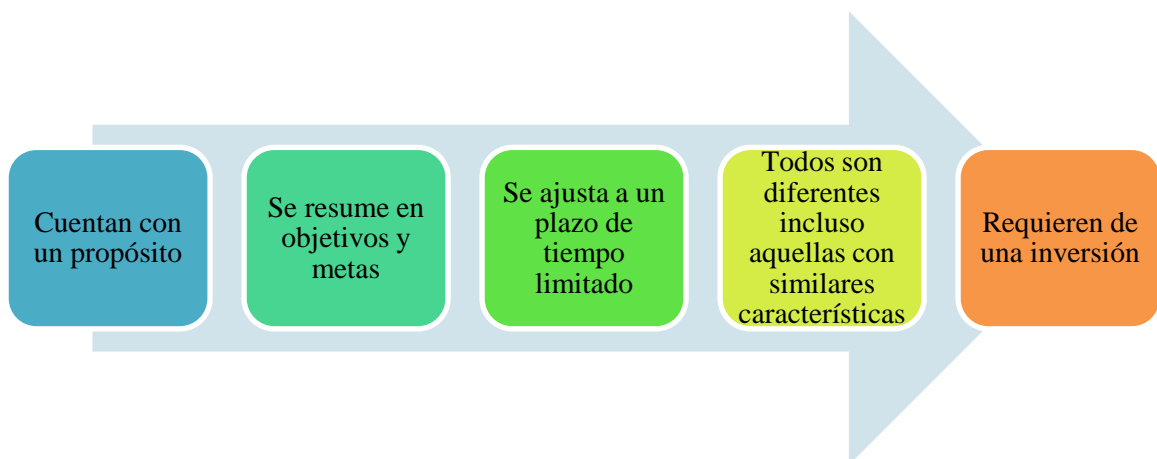 Cuentan con
un propósito
Se resume en
objetivos y
metas
Se ajusta a un
plazo de
tiempo
limitado
Todos son
diferentes
incluso
aquellas con
similares
características
Requieren de
una inversión